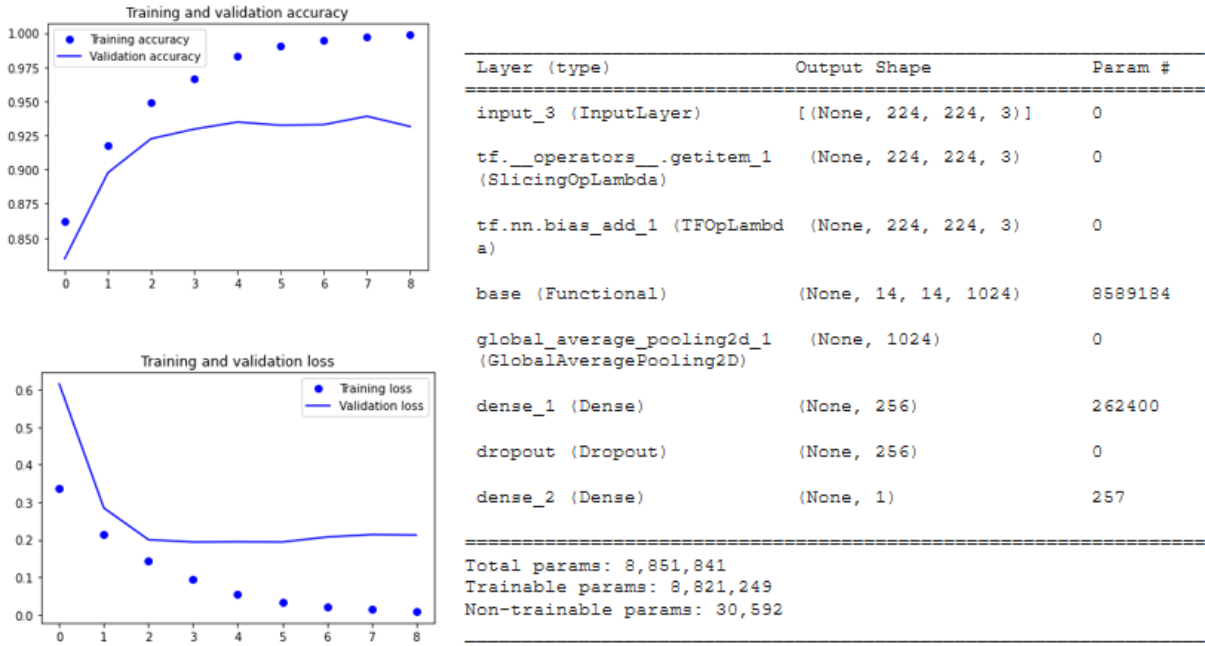 Training and validation accuracy
1.000
0.975
0.950
0.925
0.900
0.875
0.850
Training accuracy
Validation accuracy
0 1 2 3 4 5 6 7 8
Training and validation loss
0.6
0.5
0.4
0.3
0.2
0.1
0.0
Training loss
Validation loss
0 1 2 3 4 5 6 7 8
Layer (type) Output Shape Param #
input_3 (InputLayer) [(None, 224, 224, 3)] 0
tf.__operators__.getitem_1 (None, 224, 224, 3) 0
(SlicingOpLambda)
tf.nn.bias_add_1 (TFOpLambd (None, 224, 224, 3) 0
a)
base (Functional) (None, 14, 14, 1024) 8589184
global_average_pooling2d_1 (None, 1024) 0
(GlobalAveragePooling2D)
dense_1 (Dense) (None, 256) 262400
dropout (Dropout) (None, 256) 0
dense_2 (Dense) (None, 1) 257
Total params: 8,851,841
Trainable params: 8,821,249
Non-trainable params: 30,592